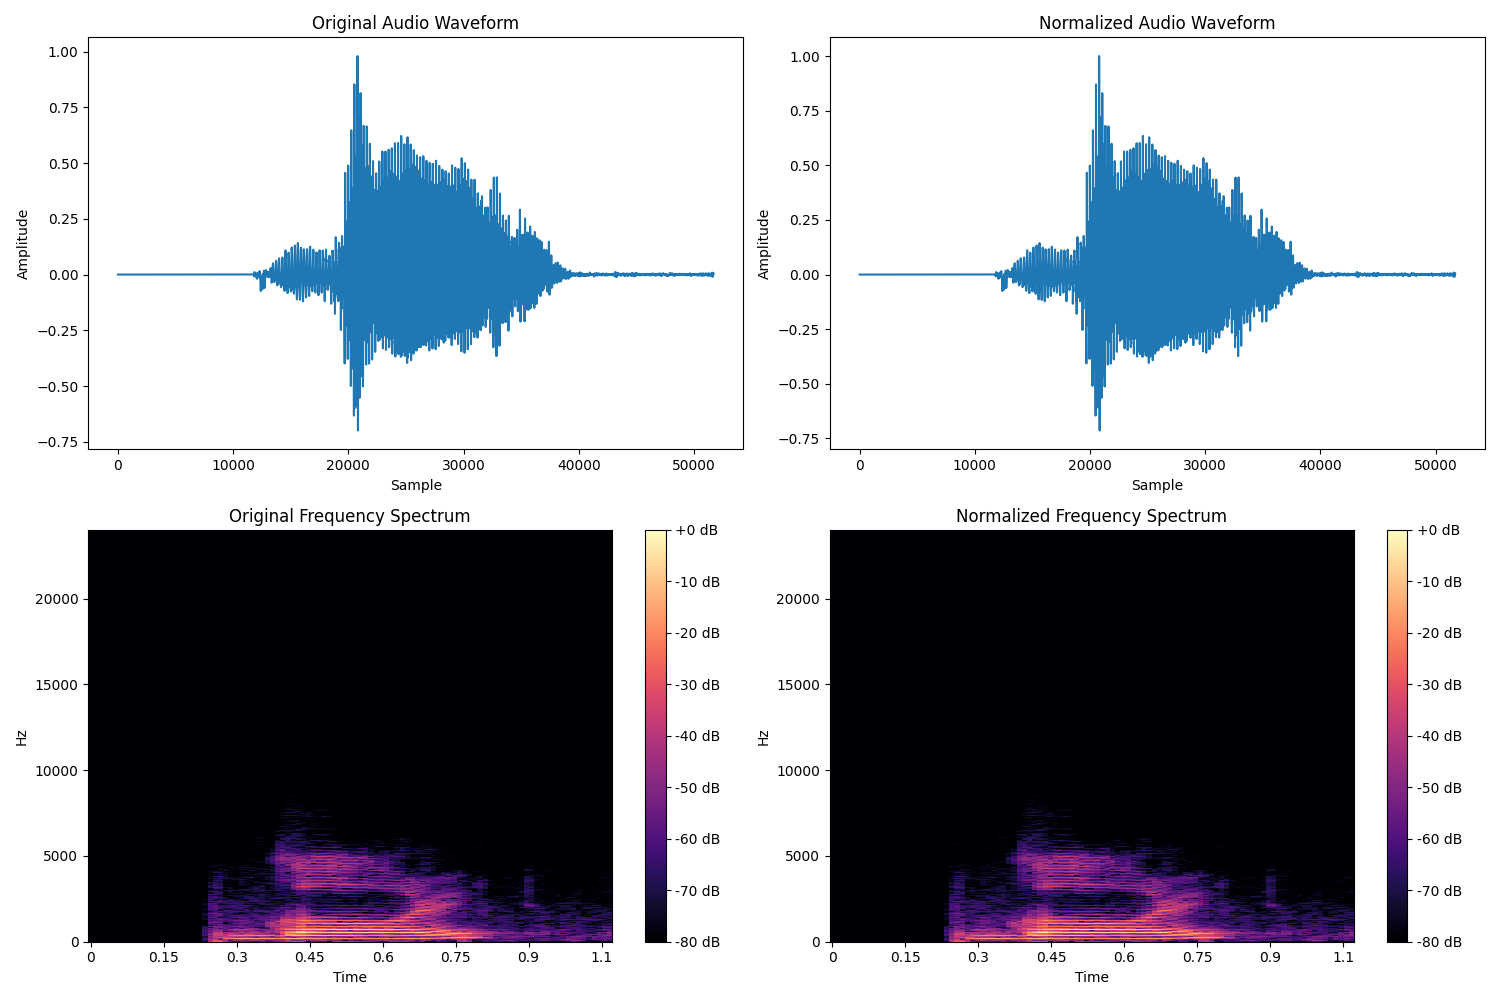 Original Audio Waveform
Amplitude
1.00
0.75
0.50
0.25
0.00
−0.25
−0.50
−0.75
0 10000 20000 30000 40000 50000
Sample
Normalized Audio Waveform
Amplitude
1.00
0.75
0.50
0.25
0.00
−0.25
−0.50
−0.75
0 10000 20000 30000 40000 50000
Sample
Original Frequency Spectrum
Hz
20000
15000
10000
5000
0
0 0.15 0.3 0.45 0.6 0.75 0.9 1.1
Time
+0 dB
-10 dB
-20 dB
-30 dB
-40 dB
-50 dB
-60 dB
-70 dB
-80 dB
Normalized Frequency Spectrum
Hz
20000
15000
10000
5000
0
0 0.15 0.3 0.45 0.6 0.75 0.9 1.1
Time
+0 dB
-10 dB
-20 dB
-30 dB
-40 dB
-50 dB
-60 dB
-70 dB
-80 dB